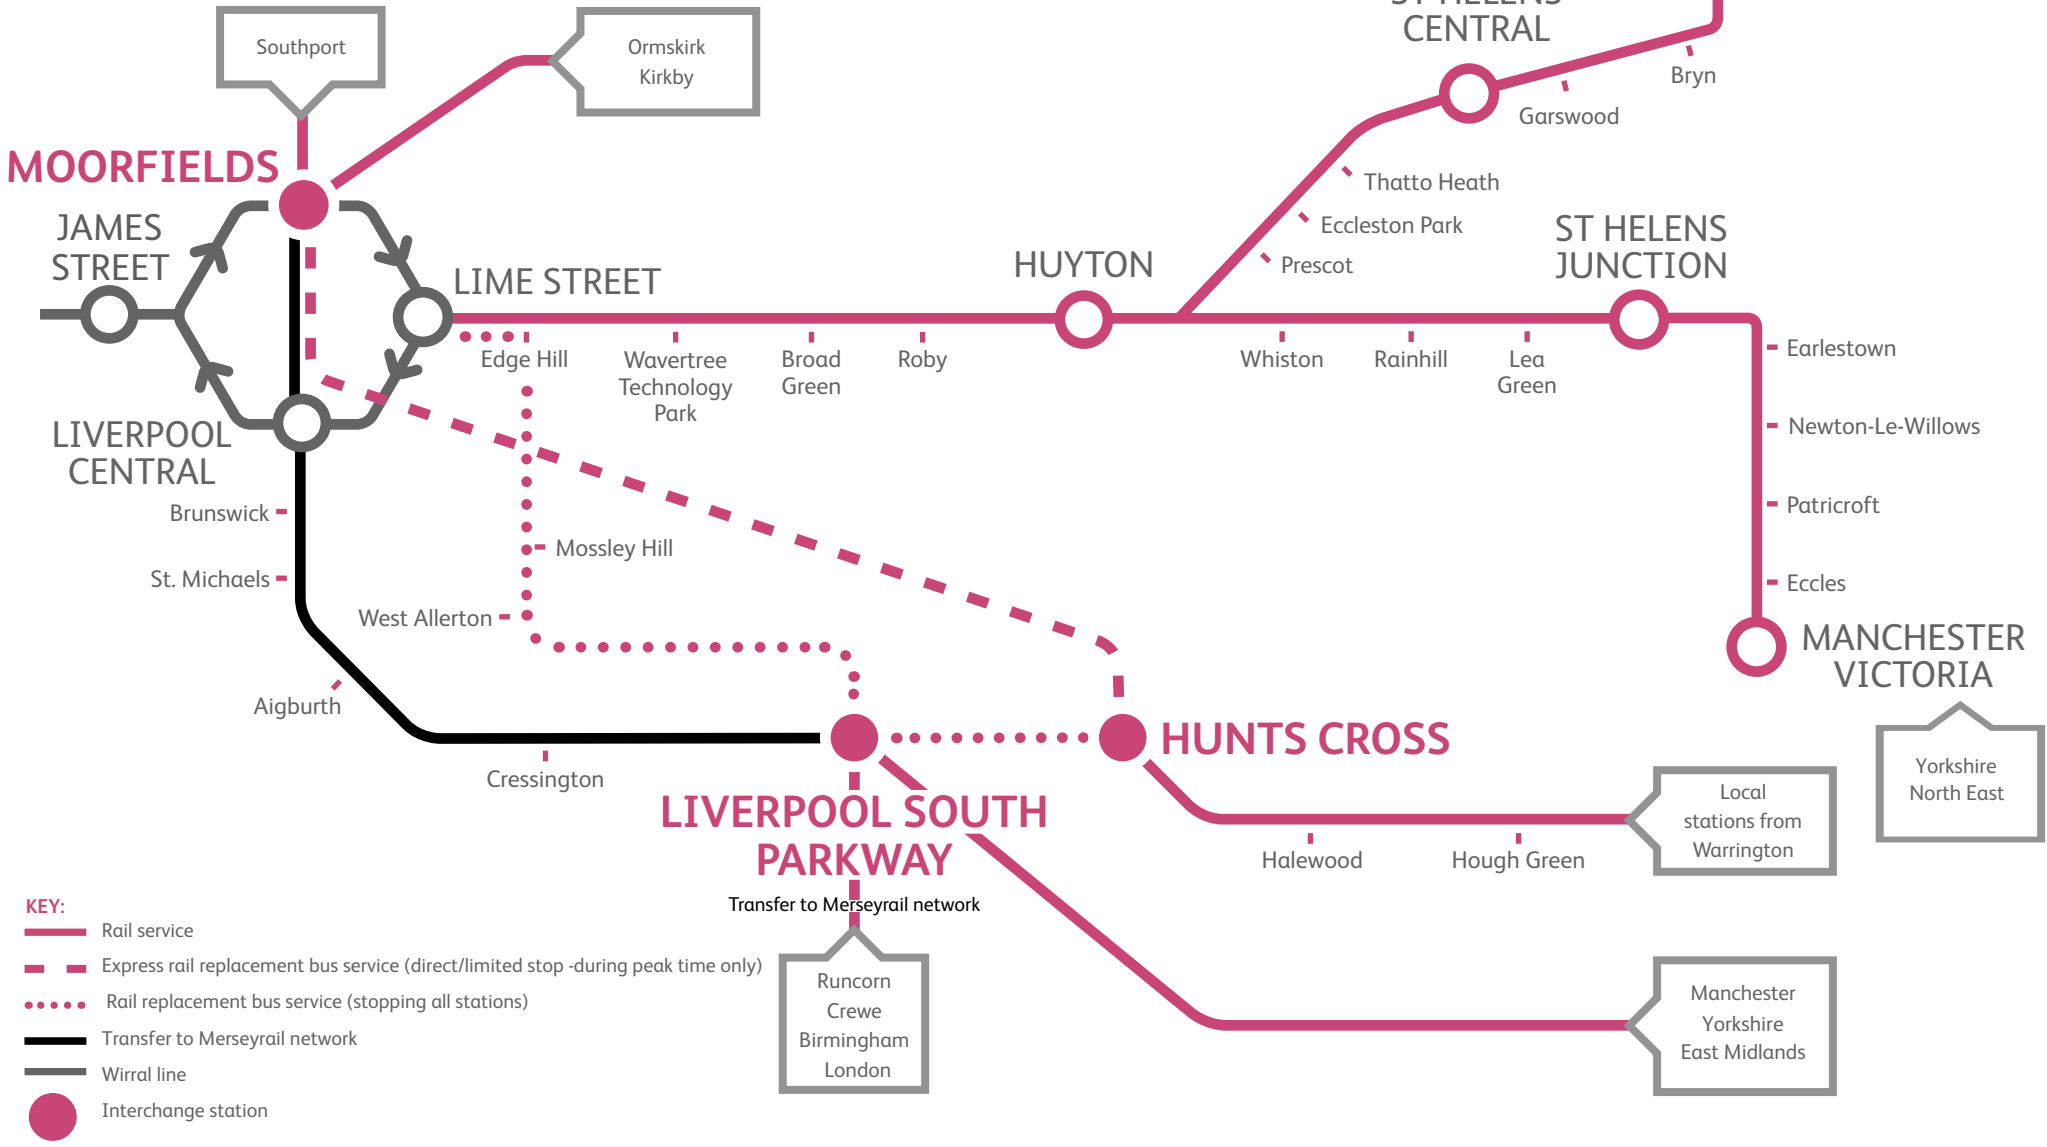 Southport
Ormskirk
Kirkby
ST HELENS
CENTRAL
Bryn
Garswood
MOORFIELDS
Thatto Heath
JAMES
STREET
Eccleston Park
ST HELENS
JUNCTION
Prescot
HUYTON
LIME STREET
Edge Hill
Wavertree
Technology
Park
Broad
Green
Roby
Whiston
Rainhill
Lea
Green
Earlestown
Newton-Le-Willows
LIVERPOOL
CENTRAL
Patricroft
Brunswick
Mossley Hill
St. Michaels
Eccles
West Allerton
MANCHESTER
VICTORIA
Aigburth
HUNTS CROSS
Cressington
Yorkshire
North East
LIVERPOOL SOUTH
PARKWAY
Local
stations from
Warrington
Halewood
Hough Green
Transfer to Merseyrail network
Runcorn
Crewe
Birmingham
London
Manchester
Yorkshire
East Midlands
KEY:
Rail service
Express rail replacement bus service (direct/limited stop -during peak time only)
Rail replacement bus service (stopping all stations)
Transfer to Merseyrail network
Wirral line
Interchange station